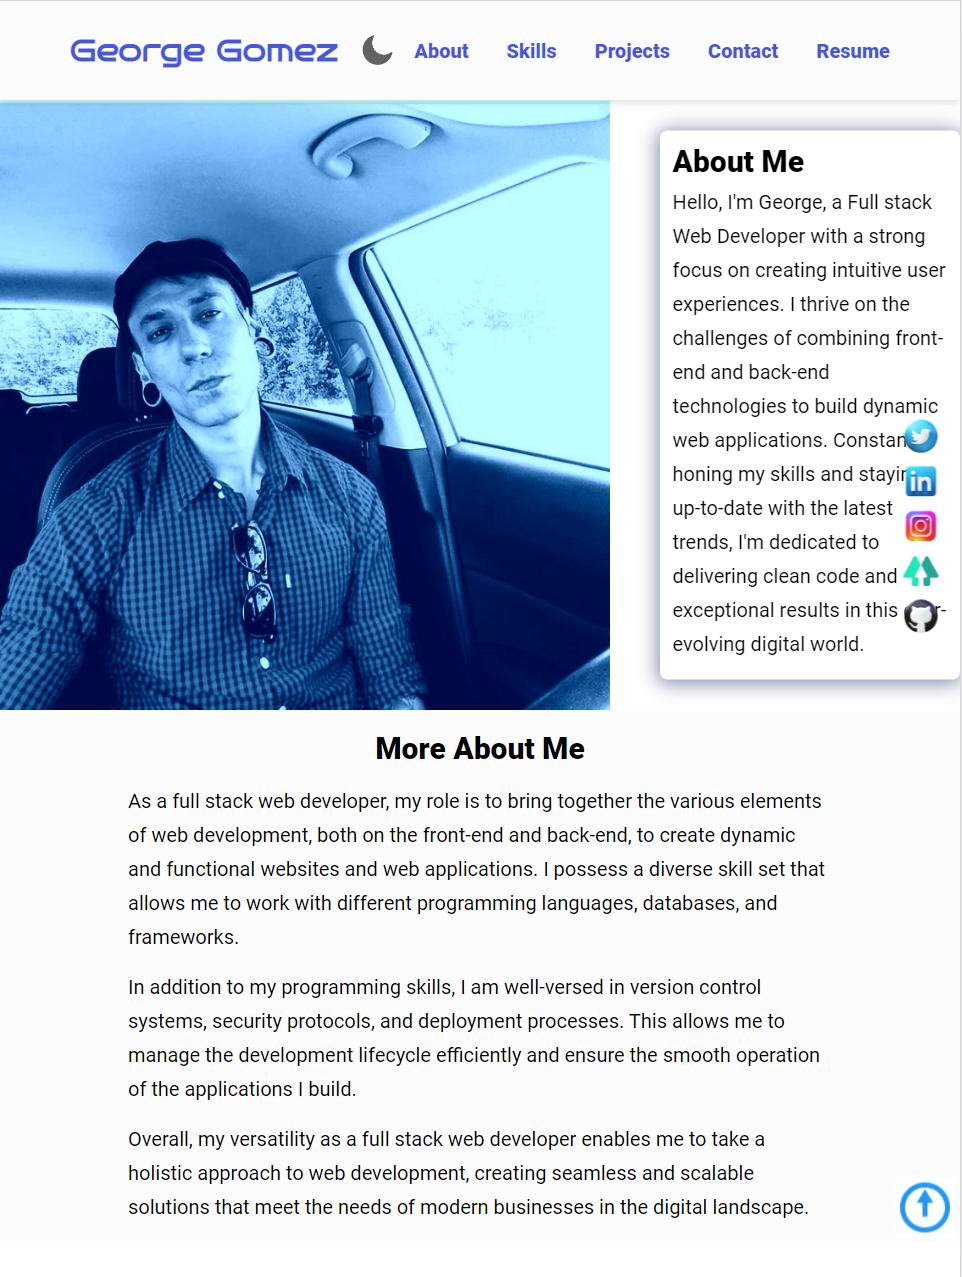 George Gomez
About Skills Projects Contact Resume
About Me
Hello, I'm George, a Full stack
Web Developer with a strong
focus on creating intuitive user
experiences. I thrive on the
challenges of combining front-
end and back-end
technologies to build dynamic
web applications.
honing my skills and
up-to-date with the latest
trends, I'm dedicated to
delivering clean code and
exceptional results in this
evolving digital world.
in
More About Me
As a full stack web developer, my role is to bring together the various elements
of web development, both on the front-end and back-end, to create dynamic
and functional websites and web applications. I possess a diverse skill set that
allows me to work with different programming languages, databases, and
frameworks.
In addition to my programming skills, I am well-versed in version control
systems, security protocols, and deployment processes. This allows me to
manage the development lifecycle efficiently and ensure the smooth operation
of the applications I build.
Overall, my versatility as a full stack web developer enables me to take a
holistic approach to web development, creating seamless and scalable
solutions that meet the needs of modern businesses in the digital landscape.